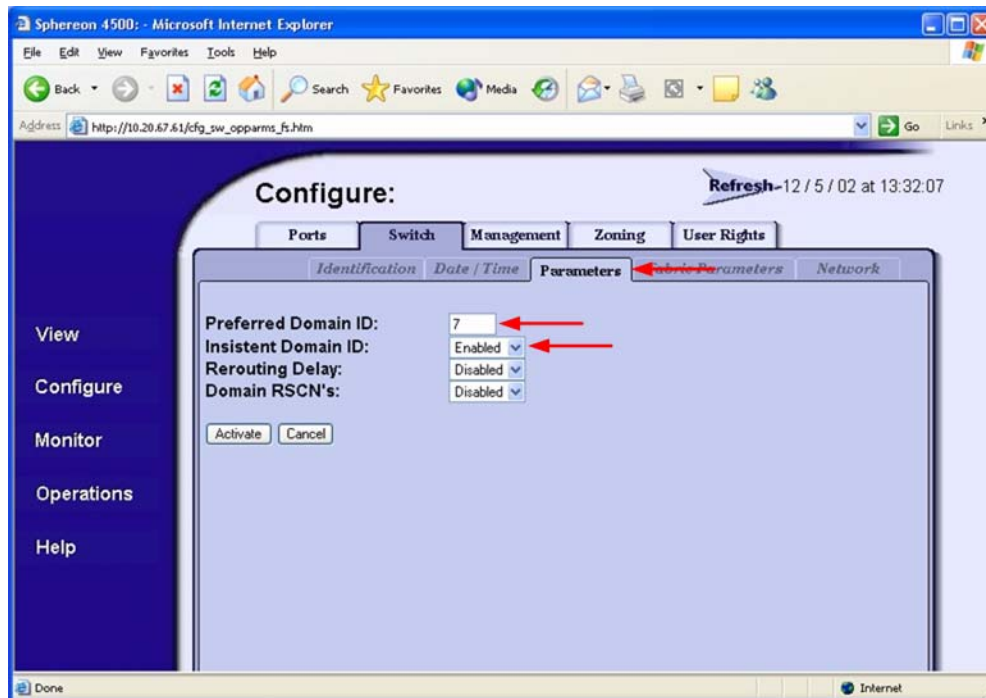 Sphereon 4500: - Microsoft Internet Explorer
File Edit View Favorites Tools Help
Back Search Favorites Media
Address http://10.20.67.61/cfg_sw_opparms_fs.htm Go Links
Configure:
Refresh-12 / 5 / 02 at 13:32:07
Ports Switch Management Zoning User Rights
Identification Date / Time Parameters Fabric Parameters Network
View
Configure
Monitor
Operations
Help
Preferred Domain ID: 7
Insistent Domain ID: Enabled
Rerouting Delay: Disabled
Domain RSCN's: Disabled
Activate Cancel
Done Internet